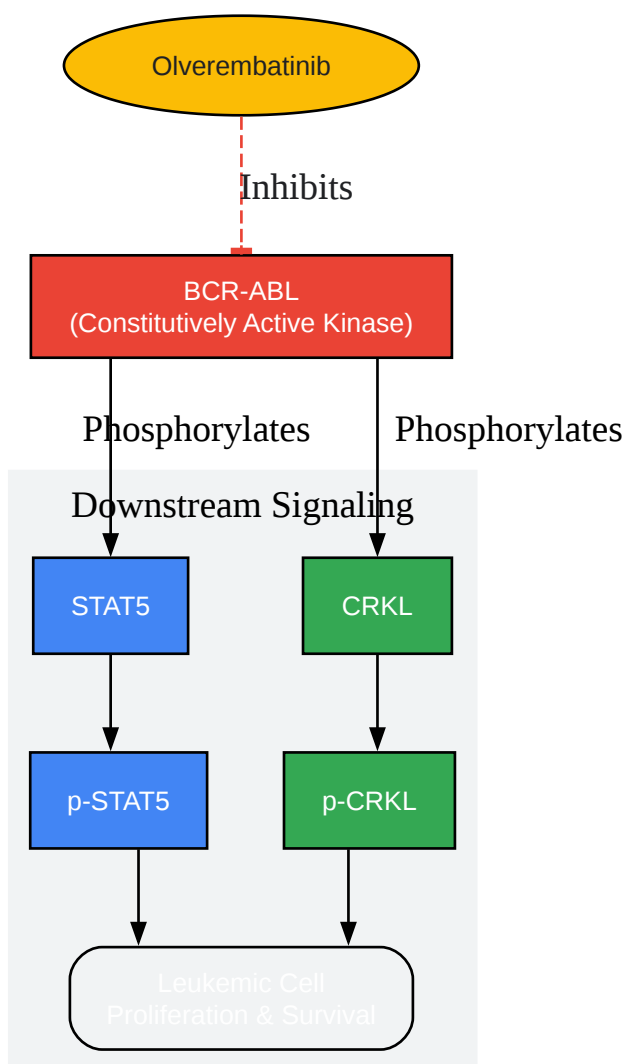 Olverembatinib
Inhibits
BCR-ABL
(Constitutively Active Kinase)
Phosphorylates
Phosphorylates
Downstream Signaling
STAT5
CRKL
p-STAT5
p-CRKL
Leukemic Cell
Proliferation & Survival